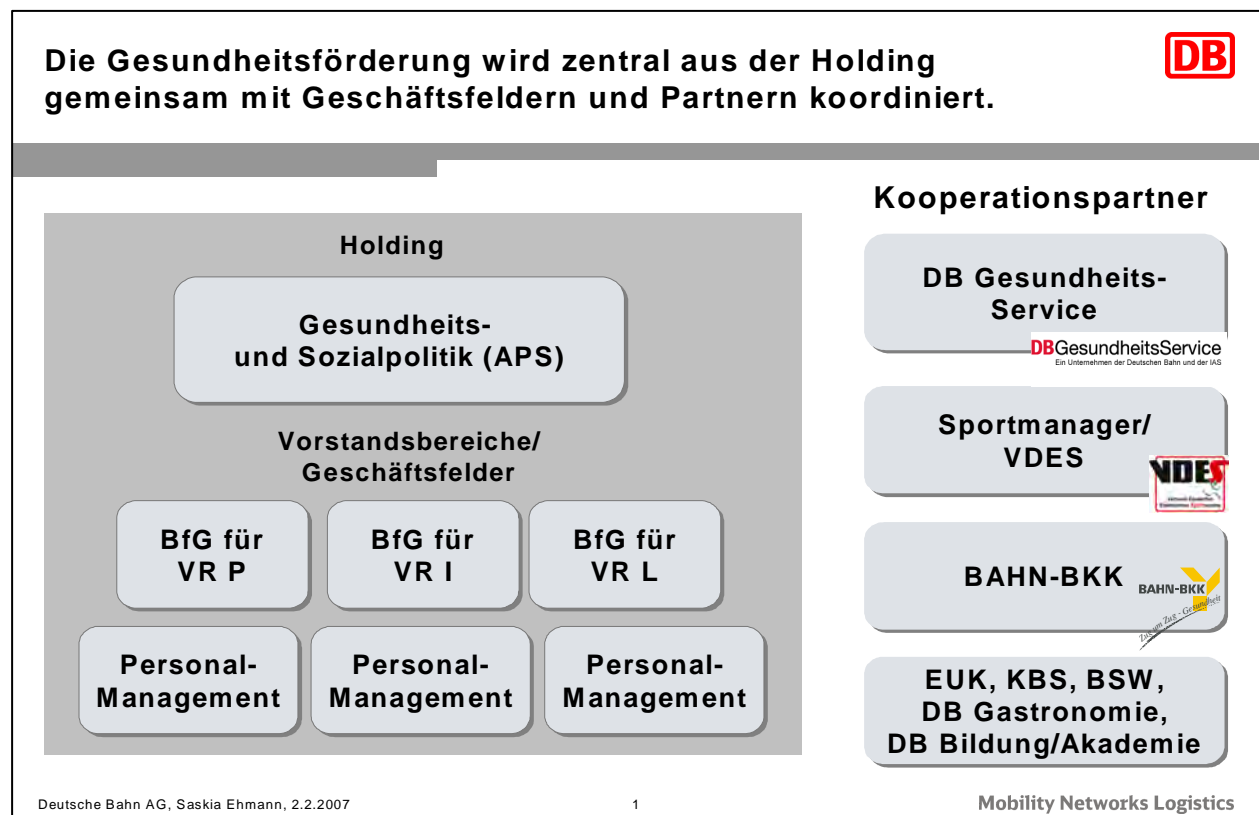 Die Gesundheitsförderung wird zentral aus der Holding
gemeinsam mit Geschäftsfeldern und Partnern koordiniert.
DB
Holding
Gesundheits-
und Sozialpolitik (APS)
Vorstandsbereiche/
Geschäftsfelder
BfG für
VR P
BfG für
VR I
BfG für
VR L
Personal-
Management
Personal-
Management
Personal-
Management
Kooperationspartner
DB Gesundheits-
Service
DBGesundheitsService
Ein Unternehmen der Deutschen Bahn und der IAS
Sportmanager/
VDES
VDES
BAHN-BKK
BAHN-BKK
Zug um Zug - Gesundheit
EUK, KBS, BSW,
DB Gastronomie,
DB Bildung/Akademie
Deutsche Bahn AG, Saskia Ehmann, 2.2.2007
1
Mobility Networks Logistics